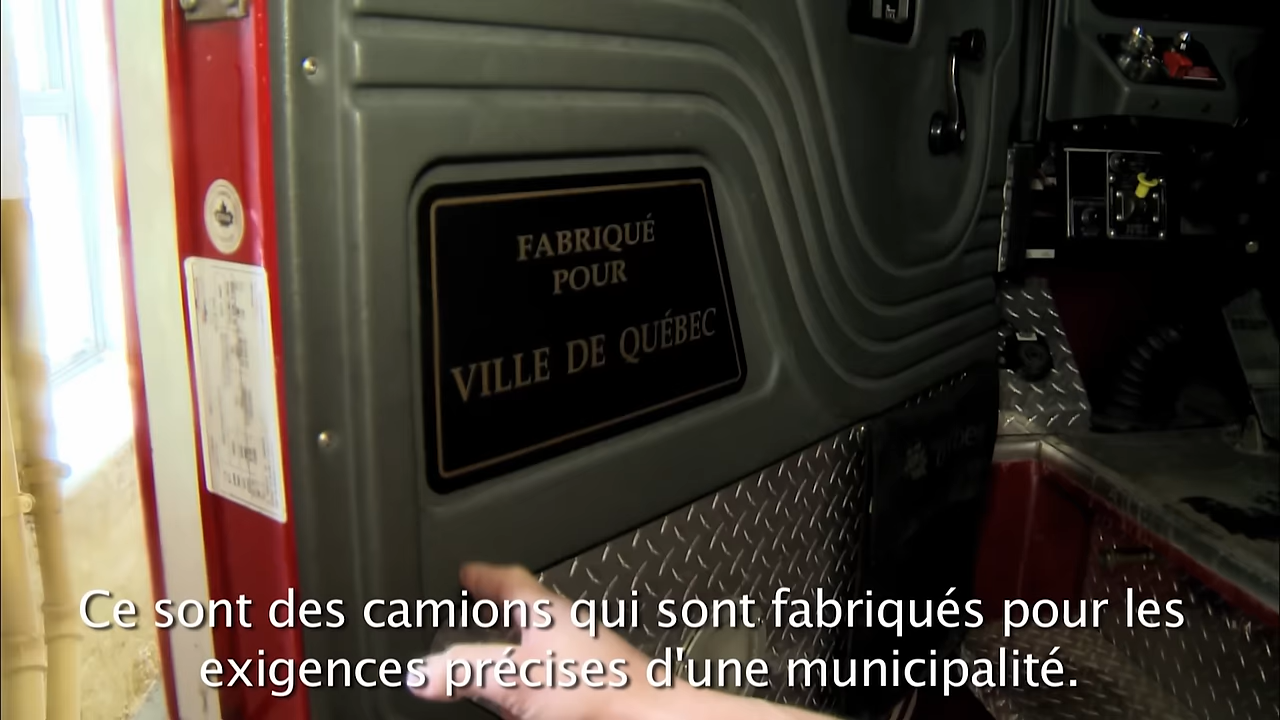 FABRIQUÉ
POUR
VILLE DE QUÉBEC
Ce sont des camions qui sont fabriqués pour les
exigences précises d'une municipalité.